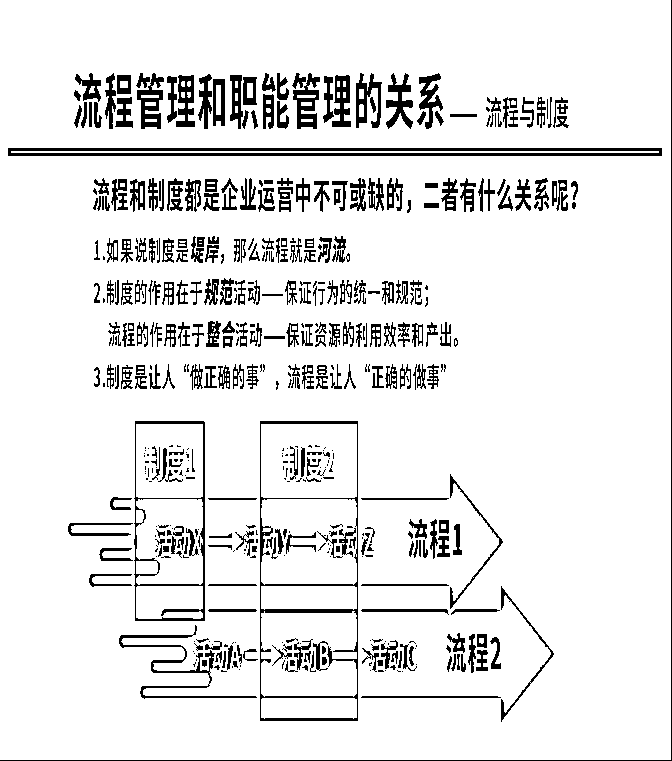 流程管理和职能管理的关系— 流程与制度
流程和制度都是企业运营中不可或缺的，二者有什么关系呢？
1.如果说制度是堤岸，那么流程就是河流。
2.制度的作用在于规范活动—保证行为的统一和规范；
流程的作用在于整合活动—保证资源的利用效率和产出。
3.制度是让人“做正确的事”，流程是让人“正确的做事”
制度1 制度2
活动X 活动Y 活动Z 流程1
活动A 活动B 活动C 流程2